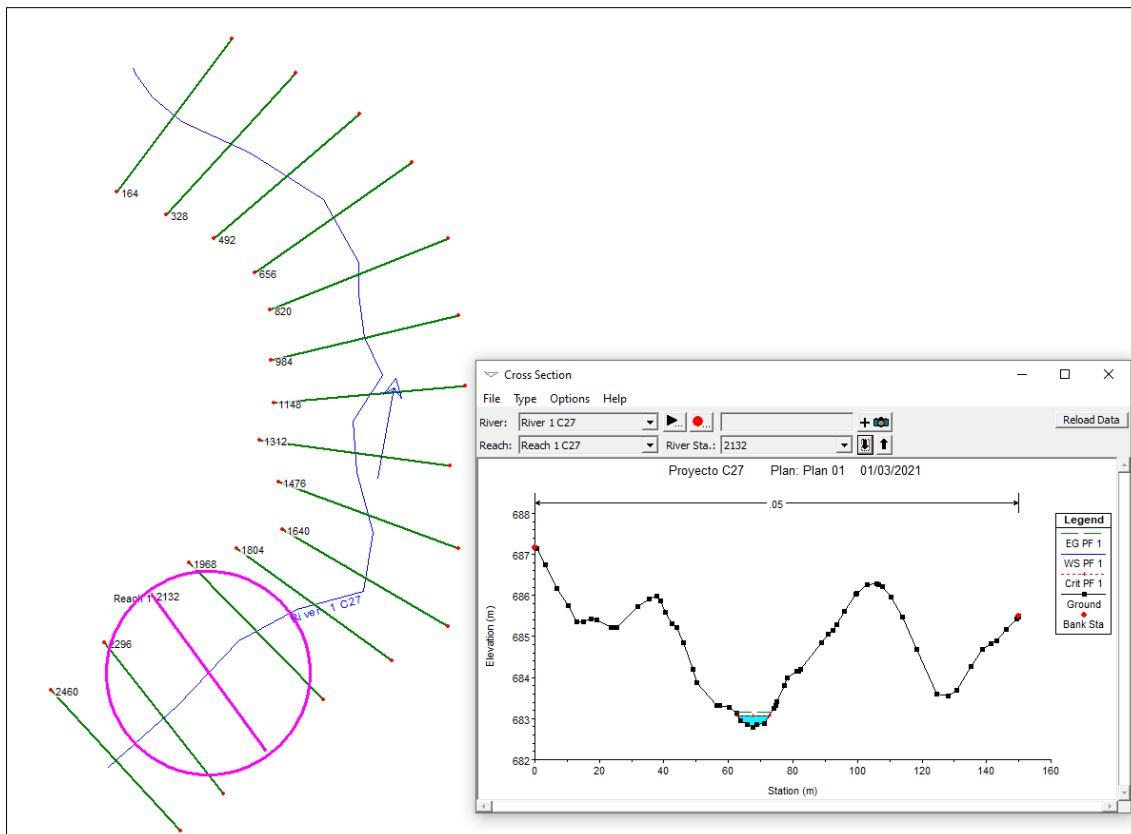 164
328
492
656
820
984
1148
1312
1476
1640
1804
1968
Reach 1
2132
River 1 C27
2296
2460
Cross Section
File Type Options Help
River: River 1 C27
Reload Data
Reach: Reach 1 C27 River Sta.: 2132
Proyecto C27 Plan: Plan 01 01/03/2021
.05
688
687
686
685
684
683
682
Elevation (m)
0 20 40 60 80 100 120 140 160
Station (m)
Legend
EG PF 1
WS PF 1
Crit PF 1
Ground
Bank Sta